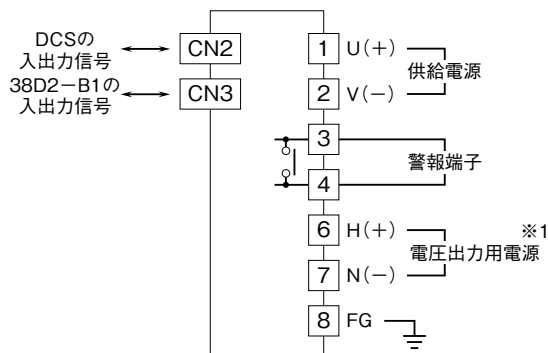 DCSの
入出力信号
CN2
38D2－B1の
入出力信号
CN3
1 U(＋)
2 V(－)
供給電源
3
4
警報端子
6 H(＋)
7 N(－)
※1
電圧出力用電源
8 FG